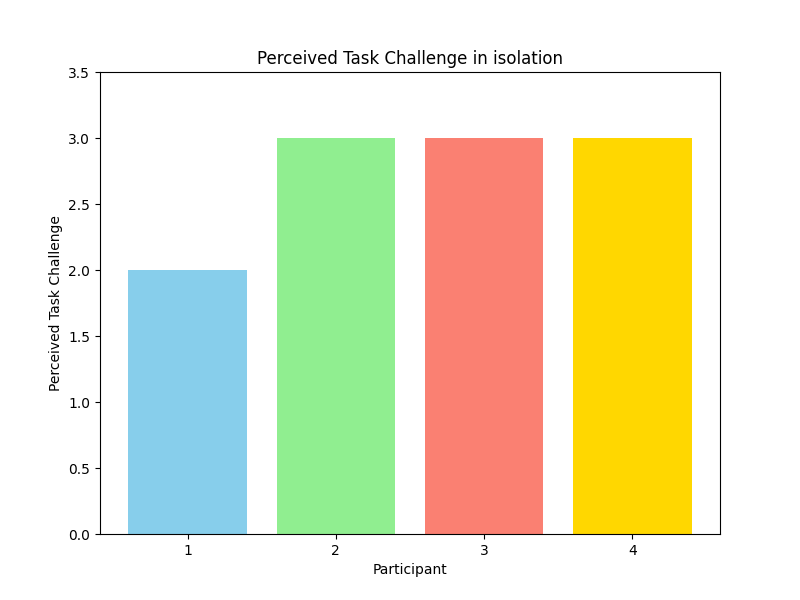 Perceived Task Challenge in isolation
3.5
3.0
2.5
2.0
1.5
1.0
0.5
0.0
Perceived Task Challenge
1 2 3 4
Participant